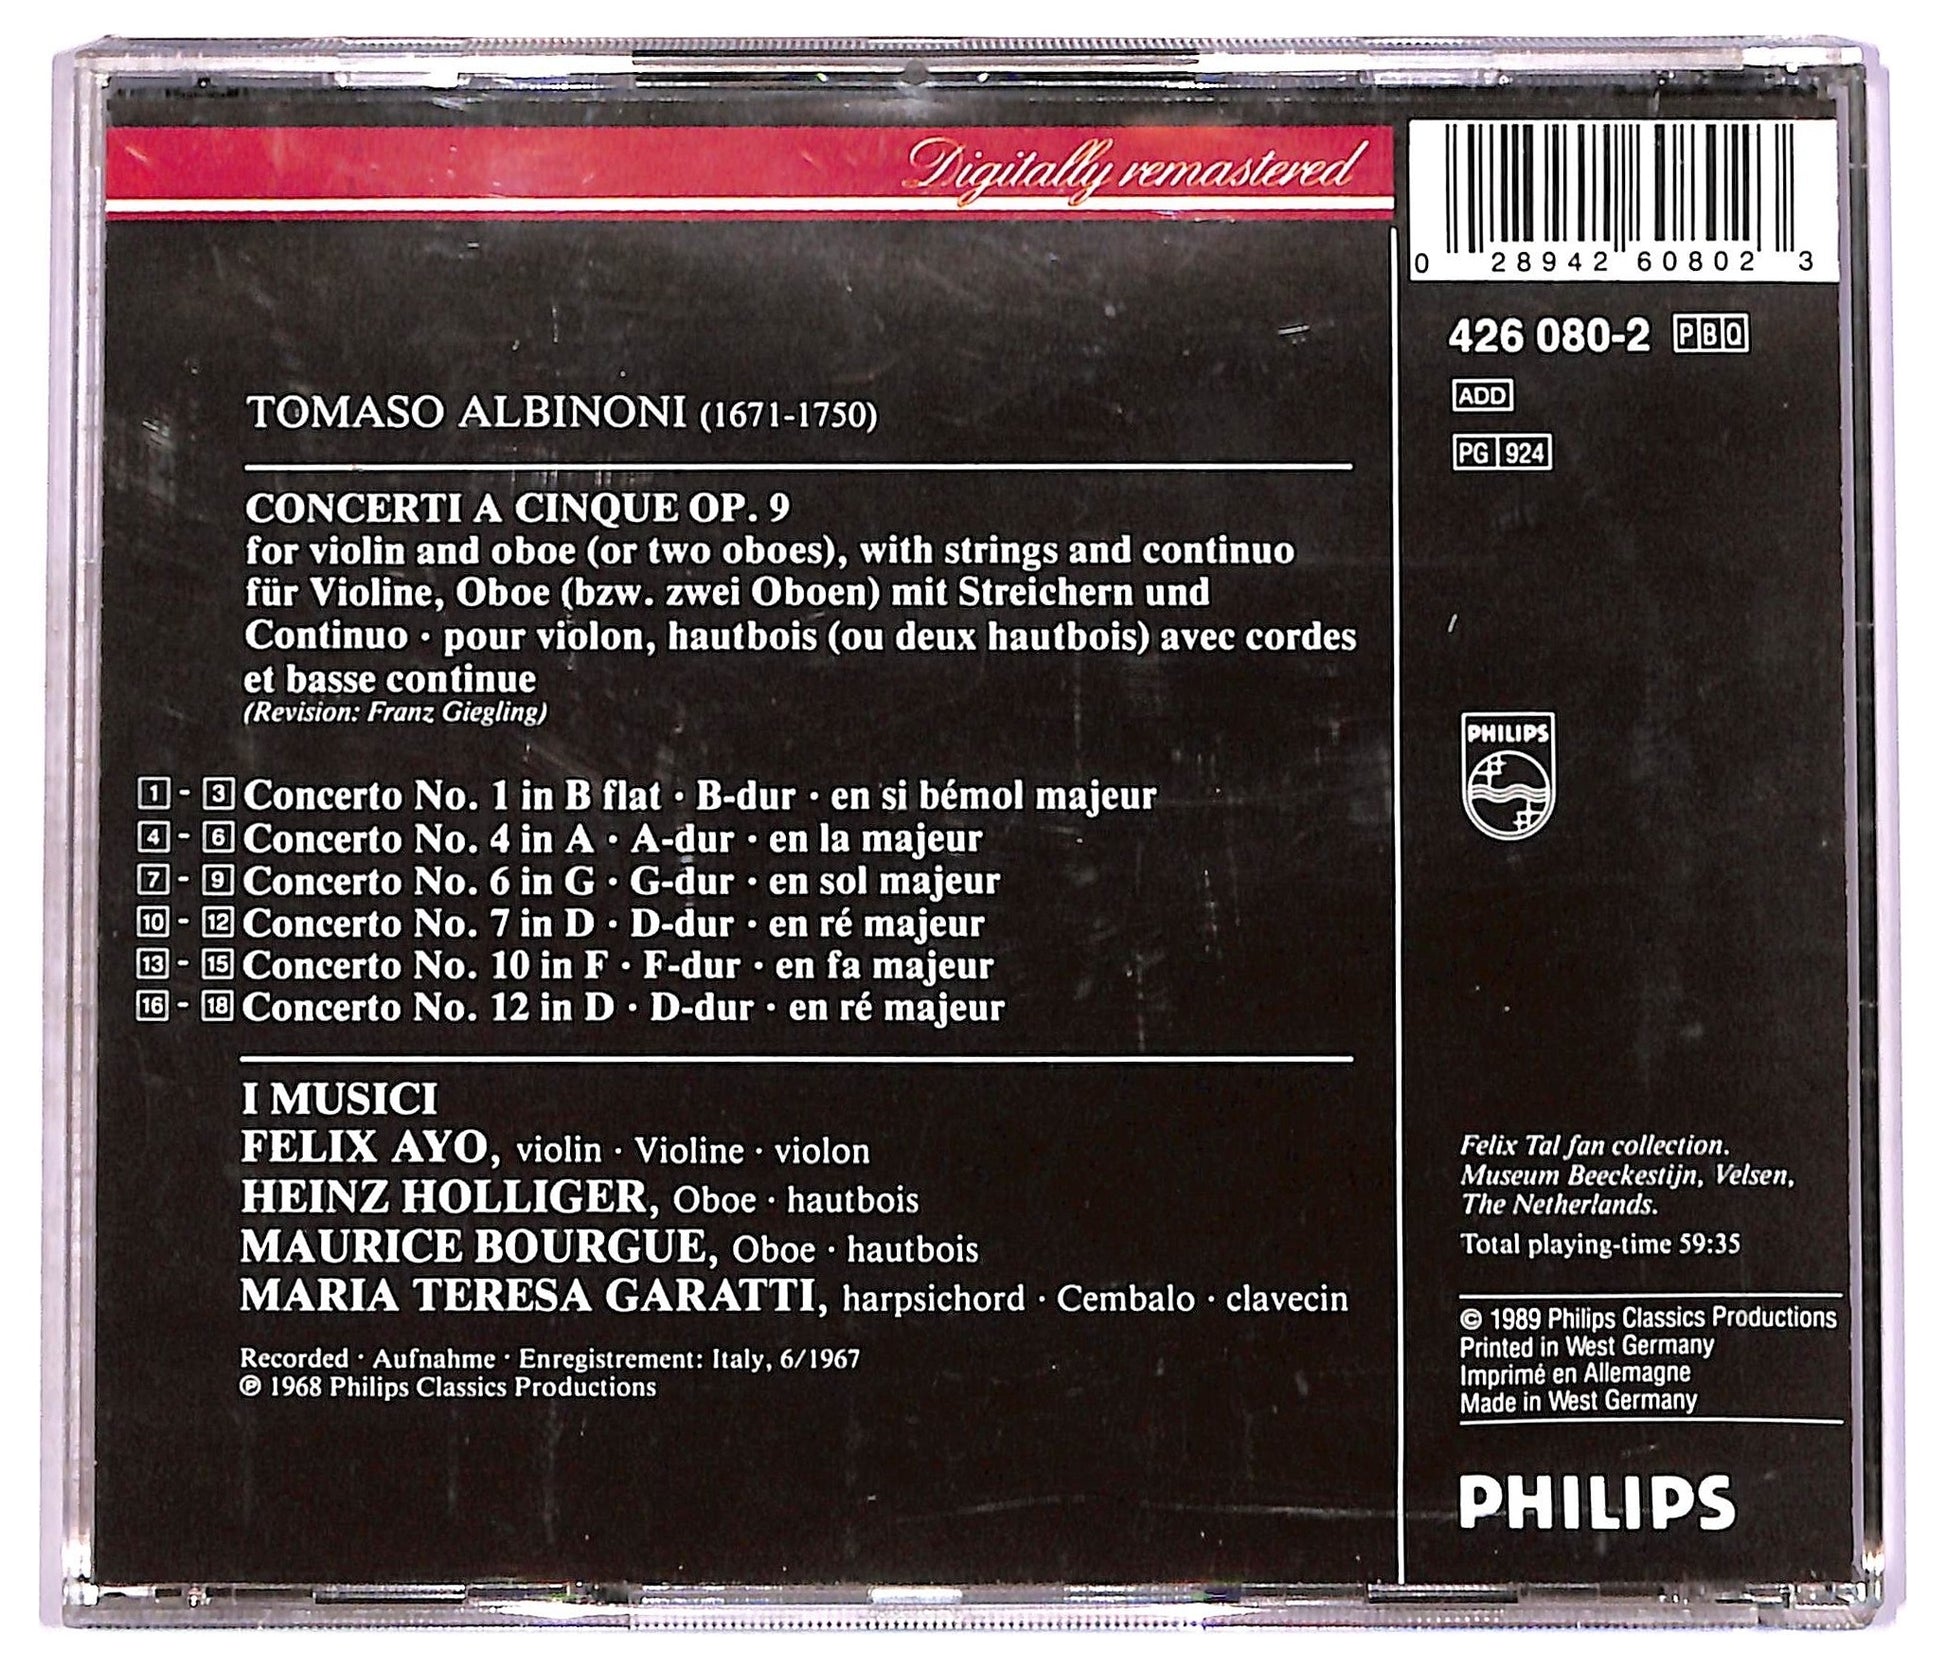 Digitally remastered
0 28942 60802 3
426 080-2 PBQ
ADD
PG 924
TOMASO ALBINONI (1671-1750)
CONCERTI A CINQUE OP. 9
for violin and oboe (or two oboes), with strings and continuo
für Violine, Oboe (bzw. zwei Oboen) mit Streichern und
Continuo · pour violon, hautbois (ou deux hautbois) avec cordes
et basse continue
(Revision: Franz Giegling)
1 - 3 Concerto No. 1 in B flat · B-dur · en si bémol majeur
4 - 6 Concerto No. 4 in A · A-dur · en la majeur
7 - 9 Concerto No. 6 in G · G-dur · en sol majeur
10 - 12 Concerto No. 7 in D · D-dur · en ré majeur
13 - 15 Concerto No. 10 in F · F-dur · en fa majeur
16 - 18 Concerto No. 12 in D · D-dur · en ré majeur
I MUSICI
FELIX AYO, violin · Violine · violon
HEINZ HOLLIGER, Oboe · hautbois
MAURICE BOURGUE, Oboe · hautbois
MARIA TERESA GARATTI, harpsichord · Cembalo · clavecin
Recorded · Aufnahme · Enregistrement: Italy, 6/1967
℗ 1968 Philips Classics Productions
PHILIPS
Felix Tal fan collection.
Museum Beeckestijn, Velsen,
The Netherlands.
Total playing-time 59:35
© 1989 Philips Classics Productions
Printed in West Germany
Imprimé en Allemagne
Made in West Germany
PHILIPS